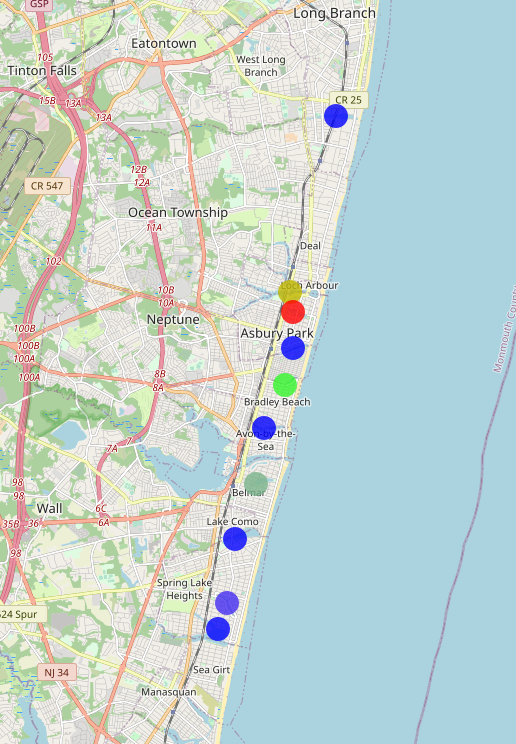 GSP
Long Branch
Eatontown
105
West Long
Branch
Tinton Falls
15B
13A
CR 25
13A
12B
12A
CR 547
Ocean Township
11A
Deal
102
Loch Arbour
10B
10A
Neptune
100B
Asbury Park
100B
100A
100A
8B
8A
Monmouth Count
Bradley Beach
Avon-by-the-
Sea
7
7A
98
98
Belmar
Wall
6C
35B
36
6A
Lake Como
98
Spring Lake
Heights
524 Spur
NJ 34
Sea Girt
Manasquan